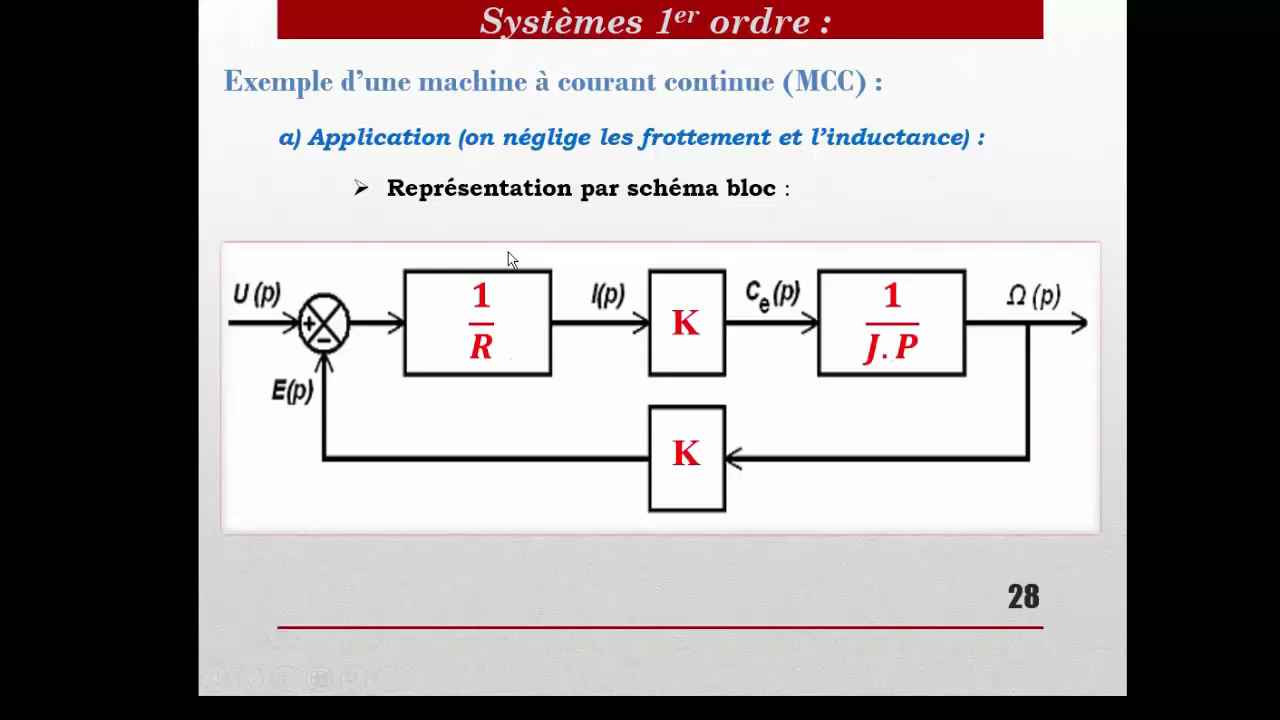 Systèmes 1er ordre :
Exemple d'une machine à courant continue (MCC) :
a) Application (on néglige les frottement et l'inductance) :
➢ Représentation par schéma bloc :
U (p) + − 1/R I(p) K Ce(p) 1/J.P Ω (p)
E(p) K
28